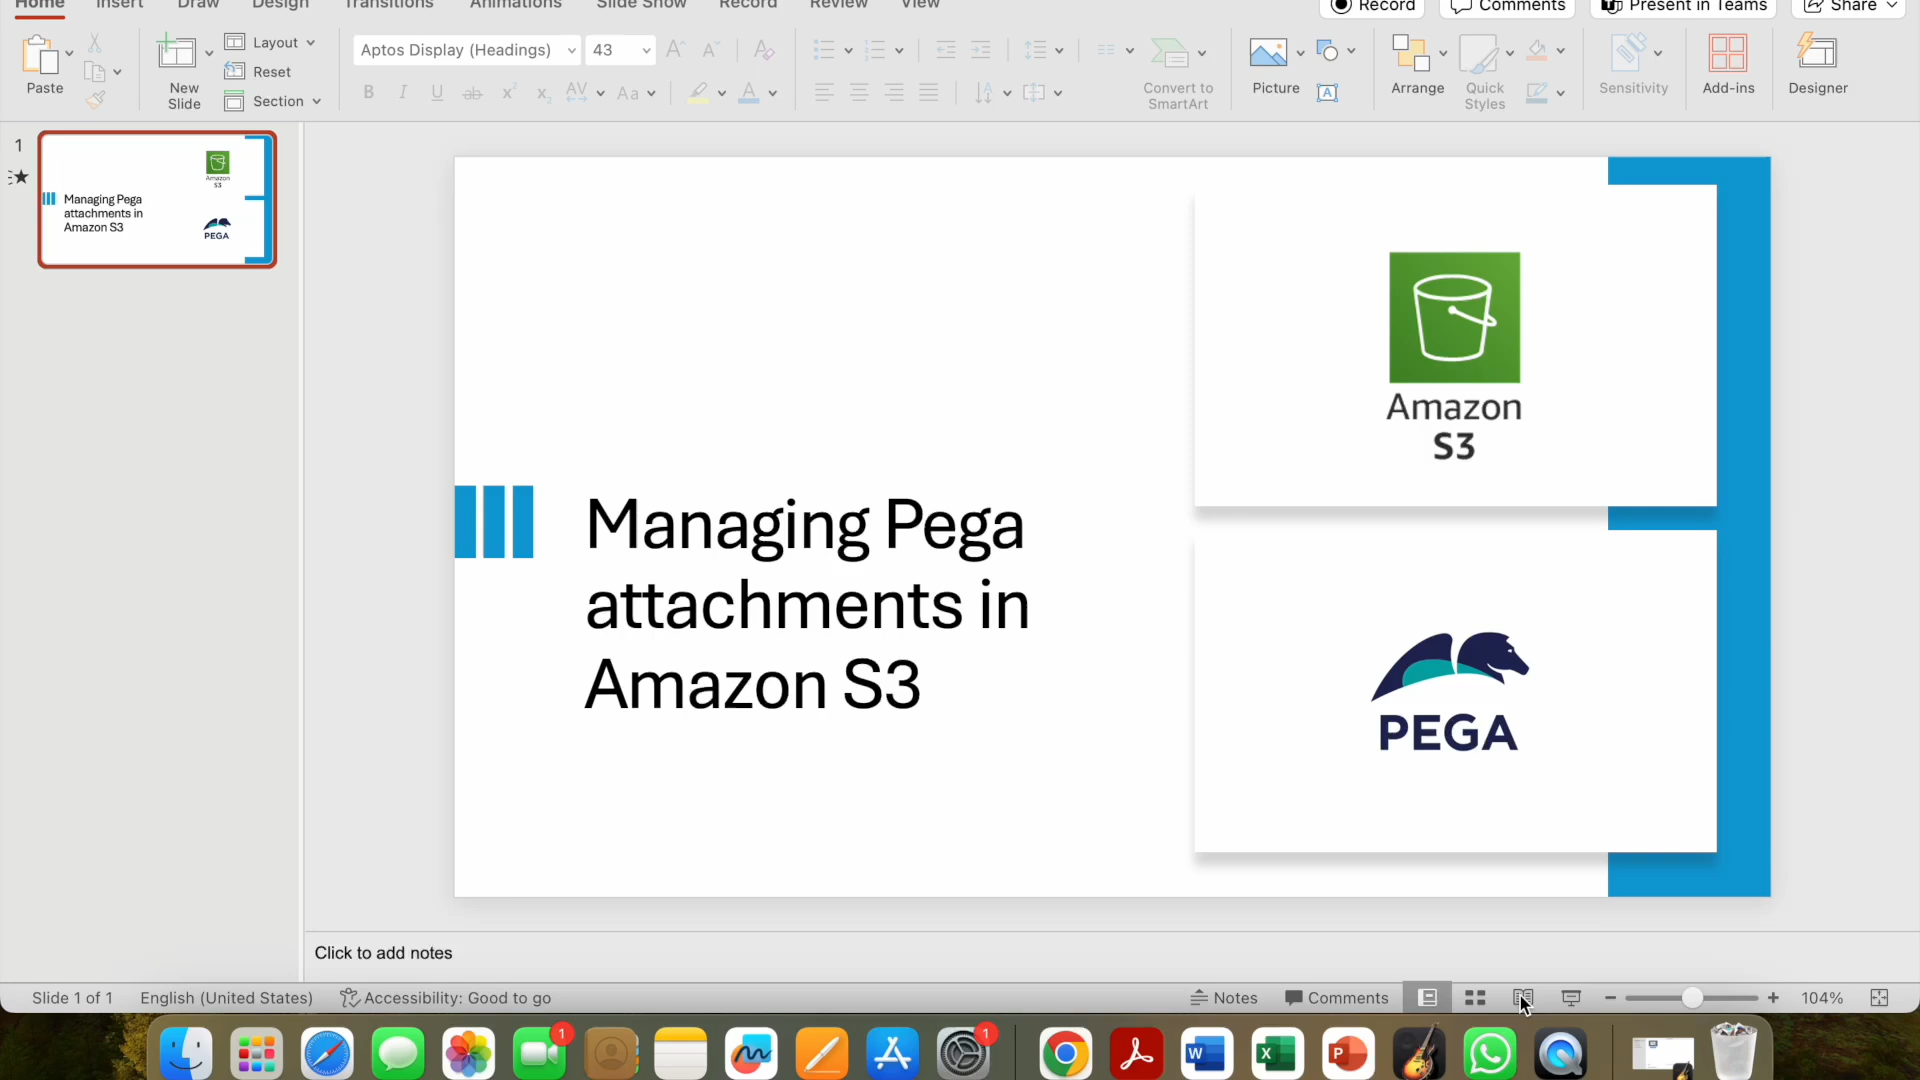 Home Insert Draw Design Transitions Animations Slide Show Record Review View Record Comments Present in Teams Share
Paste
New Slide
Layout
Reset
Section
Aptos Display (Headings) 43
Convert to SmartArt
Picture
Arrange
Quick Styles
Sensitivity
Add-ins
Designer
1
Managing Pega
attachments in
Amazon S3
Amazon
S3
PEGA
Amazon
S3
Managing Pega
attachments in
Amazon S3
PEGA
Click to add notes
Slide 1 of 1 English (United States) Accessibility: Good to go Notes Comments 104%
1
1